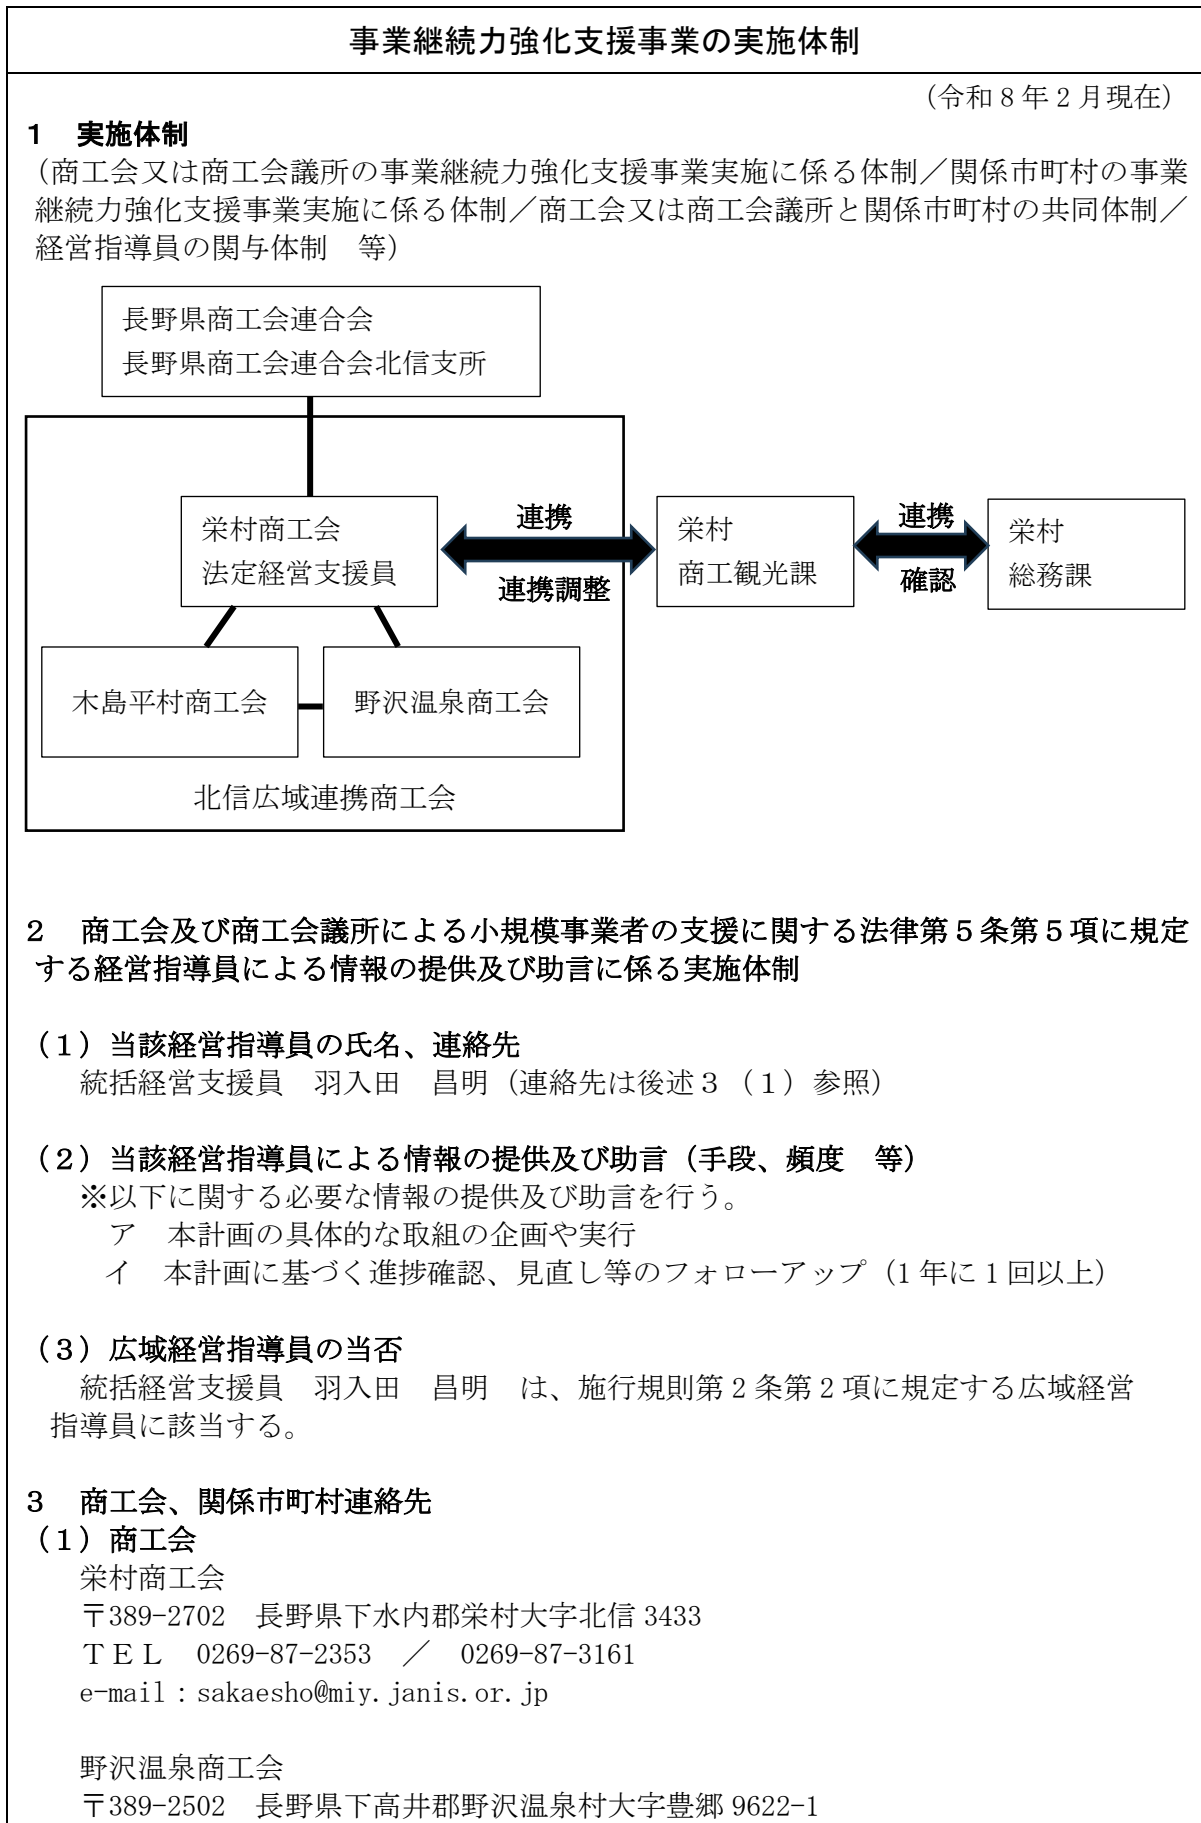 事業継続力強化支援事業の実施体制
（令和８年２月現在）
１　実施体制
（商工会又は商工会議所の事業継続力強化支援事業実施に係る体制／関係市町村の事業
継続力強化支援事業実施に係る体制／商工会又は商工会議所と関係市町村の共同体制／
経営指導員の関与体制　等）
長野県商工会連合会
長野県商工会連合会北信支所
栄村商工会
法定経営支援員
連携
連携調整
栄村
商工観光課
連携
確認
栄村
総務課
木島平村商工会
野沢温泉商工会
北信広域連携商工会
２　商工会及び商工会議所による小規模事業者の支援に関する法律第５条第５項に規定
する経営指導員による情報の提供及び助言に係る実施体制
（１）当該経営指導員の氏名、連絡先
統括経営支援員　羽入田　昌明（連絡先は後述３（１）参照）
（２）当該経営指導員による情報の提供及び助言（手段、頻度　等）
※以下に関する必要な情報の提供及び助言を行う。
ア　本計画の具体的な取組の企画や実行
イ　本計画に基づく進捗確認、見直し等のフォローアップ（1年に1回以上）
（３）広域経営指導員の当否
統括経営支援員　羽入田　昌明　は、施行規則第２条第２項に規定する広域経営
指導員に該当する。
３　商工会、関係市町村連絡先
（１）商工会
栄村商工会
〒389-2702　長野県下水内郡栄村大字北信 3433
ＴＥＬ　0269-87-2353　／　0269-87-3161
e-mail：sakaesho@miy.janis.or.jp
野沢温泉商工会
〒389-2502　長野県下高井郡野沢温泉村大字豊郷 9622-1